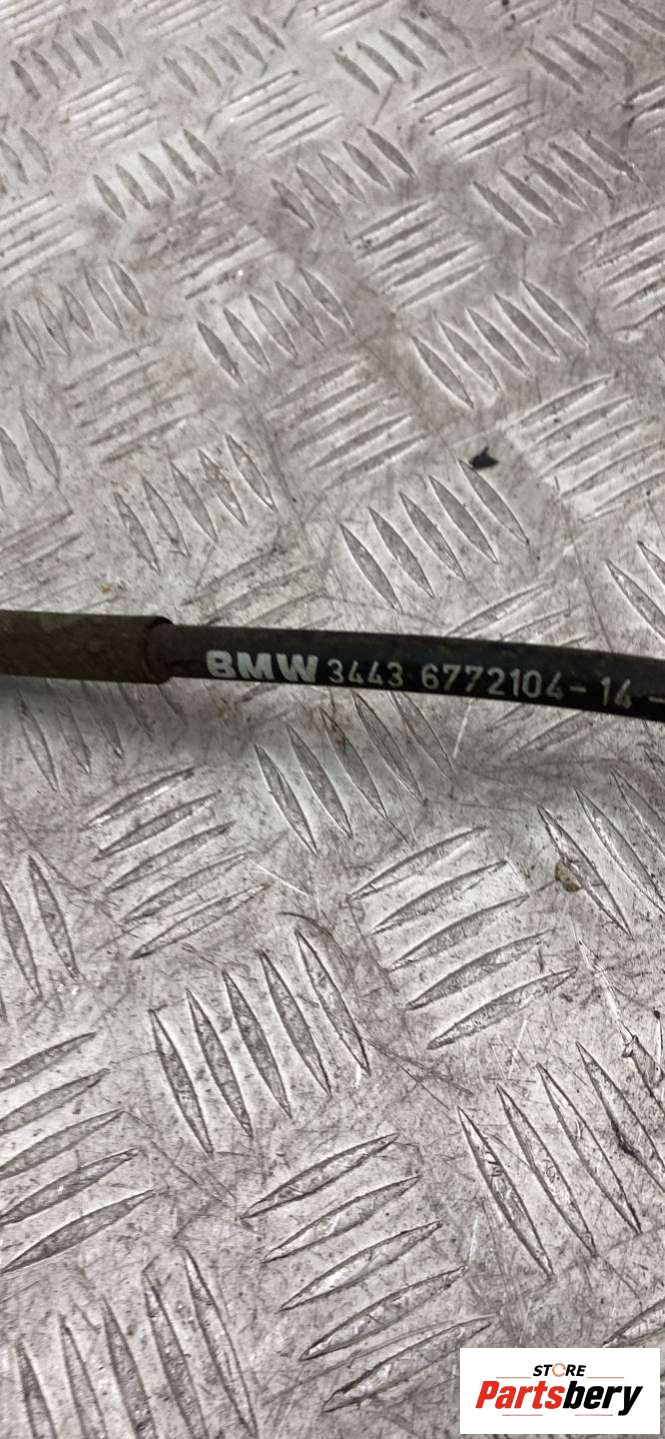 BMW 3443 6772104-14-
STORE
Partsbery